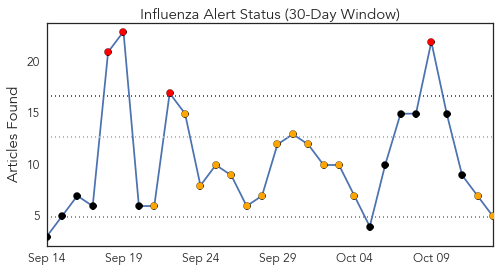 Influenza Alert Status (30-Day Window)
Articles Found
20
15
10
5
Sep 14 Sep 19 Sep 24 Sep 29 Oct 04 Oct 09